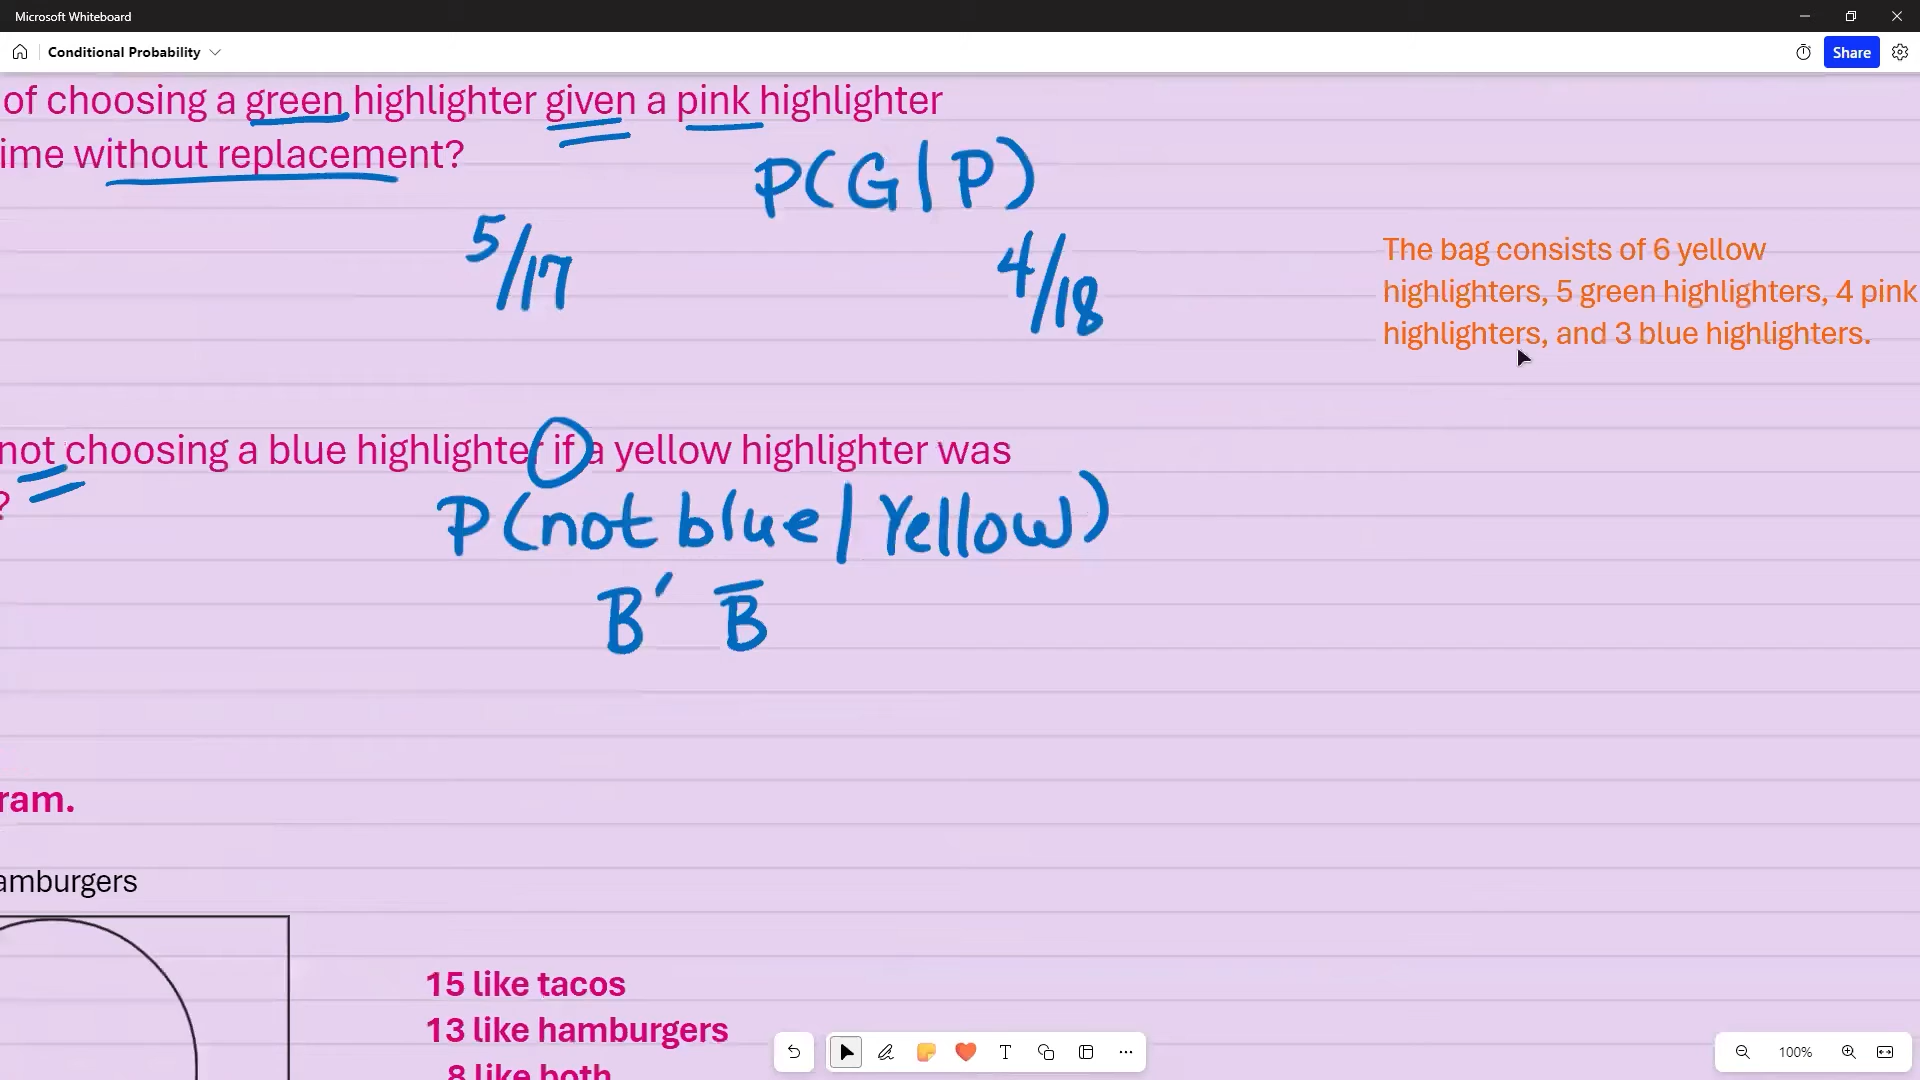 Microsoft Whiteboard
Conditional Probability
Share
of choosing a green highlighter given a pink highlighter
ime without replacement?
P(G|P)
5/17
4/18
The bag consists of 6 yellow
highlighters, 5 green highlighters, 4 pink
highlighters, and 3 blue highlighters.
not choosing a blue highlighter if a yellow highlighter was
?
P(not blue/Yellow)
B′ B̅
ram.
amburgers
15 like tacos
13 like hamburgers
8 like both
100%